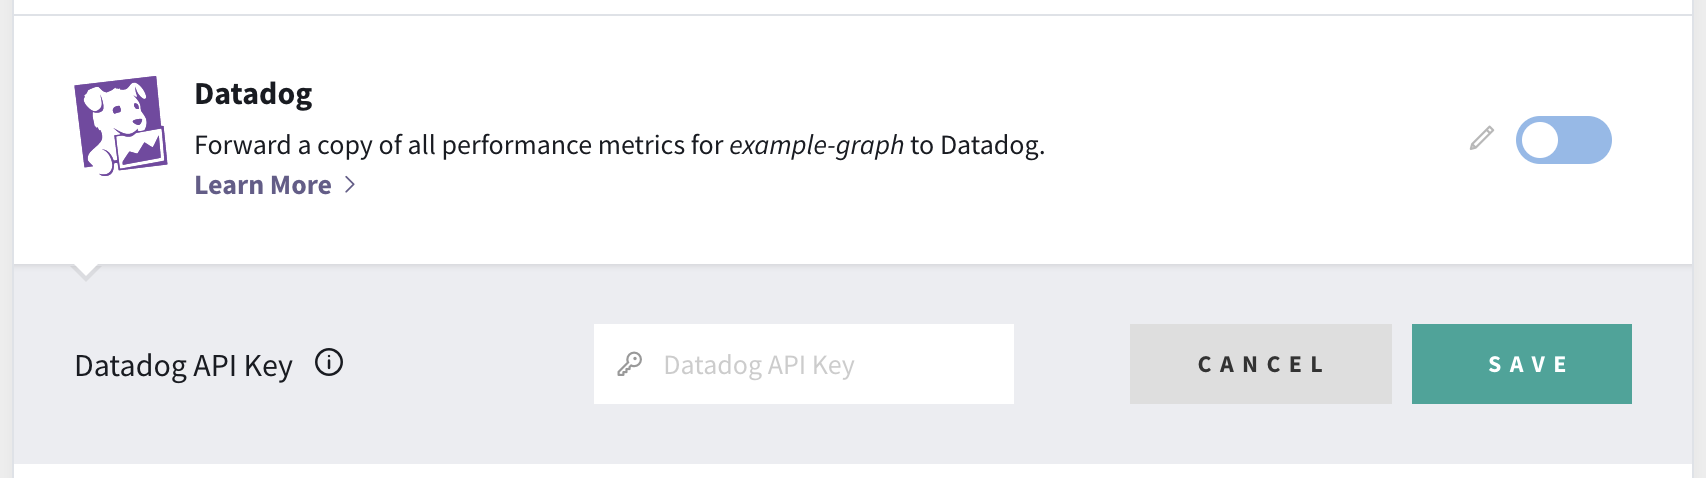 Datadog
Forward a copy of all performance metrics for example-graph to Datadog.
Learn More
Datadog API Key
Datadog API Key
CANCEL
SAVE